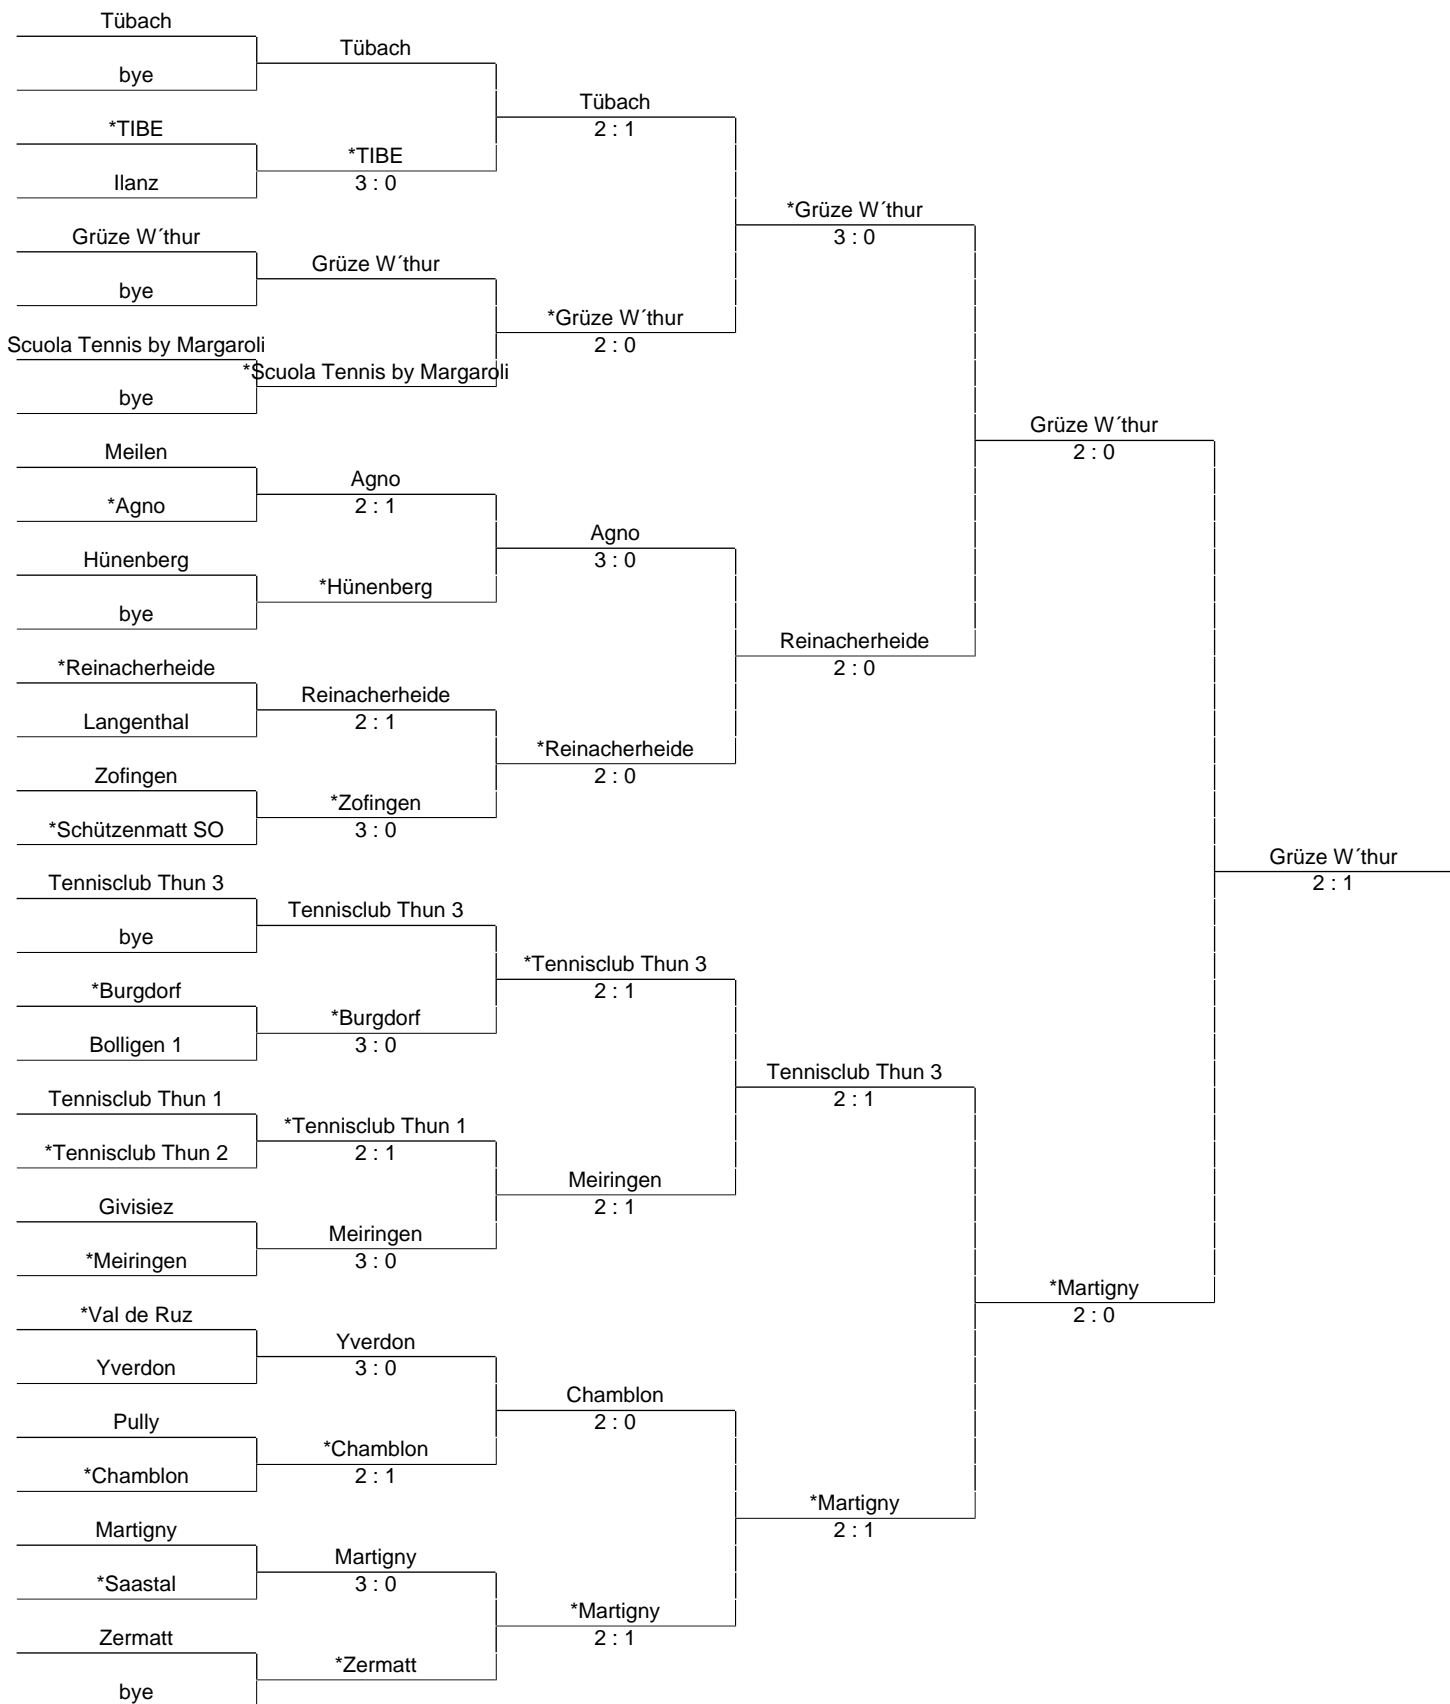 Tübach
bye
*TIBE
Ilanz
Grüze W´thur
bye
Scuola Tennis by Margaroli
bye
Meilen
*Agno
Hünenberg
bye
*Reinacherheide
Langenthal
Zofingen
*Schützenmatt SO
Tennisclub Thun 3
bye
*Burgdorf
Bolligen 1
Tennisclub Thun 1
*Tennisclub Thun 2
Givisiez
*Meiringen
*Val de Ruz
Yverdon
Pully
*Chamblon
Martigny
*Saastal
Zermatt
bye
Tübach
*TIBE
3 : 0
Grüze W´thur
*Scuola Tennis by Margaroli
Agno
2 : 1
*Hünenberg
Reinacherheide
2 : 1
*Zofingen
3 : 0
Tennisclub Thun 3
*Burgdorf
3 : 0
*Tennisclub Thun 1
2 : 1
Meiringen
3 : 0
Yverdon
3 : 0
*Chamblon
2 : 1
Martigny
3 : 0
*Zermatt
Tübach
2 : 1
*Grüze W´thur
2 : 0
Agno
3 : 0
*Reinacherheide
2 : 0
*Tennisclub Thun 3
2 : 1
Meiringen
2 : 1
Chamblon
2 : 0
*Martigny
2 : 1
*Grüze W´thur
3 : 0
Reinacherheide
2 : 0
Tennisclub Thun 3
2 : 1
*Martigny
2 : 1
Grüze W´thur
2 : 0
*Martigny
2 : 0
Grüze W´thur
2 : 1